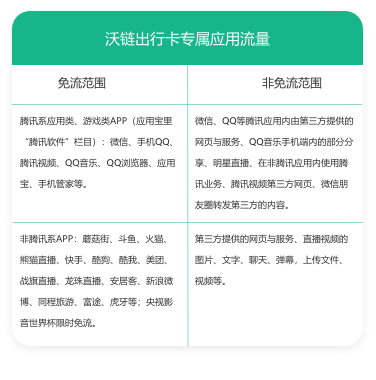 沃链出行卡专属应用流量
免流范围
非免流范围
腾讯系应用类、游戏类APP（应用宝里
“腾讯软件”栏目）：微信、手机QQ、
腾讯视频、QQ音乐、QQ浏览器、应用
宝、手机管家等。
微信、QQ等腾讯应用内由第三方提供的
网页与服务、QQ音乐手机端内的部分分
享、明星直播、在非腾讯应用内使用腾
讯业务、腾讯视频第三方网页、微信朋
友圈转发第三方的内容。
非腾讯系APP：蘑菇街、斗鱼、火猫、
熊猫直播、快手、酷狗、酷我、美团、
战旗直播、龙珠直播、安居客、新浪微
博、同程旅游、富途、虎牙等；央视影
音世界杯限时免流。
第三方提供的网页与服务、直播视频的
图片、文字、聊天、弹幕，上传文件、
视频等。